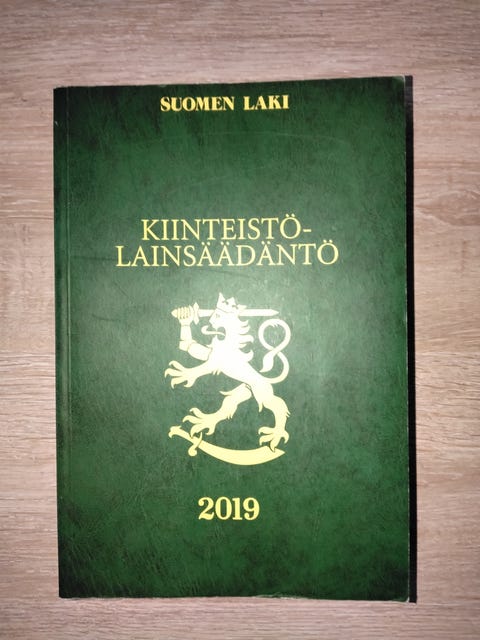 SUOMEN LAKI
KIINTEISTÖ-
LAINSÄÄDÄNTÖ
2019